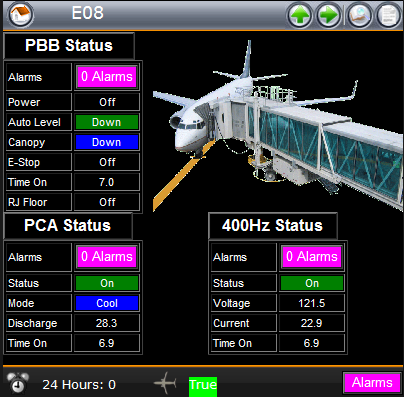 E08
PBB Status
Alarms 0 Alarms
Power Off
Auto Level Down
Canopy Down
E-Stop Off
Time On 7.0
RJ Floor Off
PCA Status
Alarms 0 Alarms
Status On
Mode Cool
Discharge 28.3
Time On 6.9
400Hz Status
Alarms 0 Alarms
Status On
Voltage 121.5
Current 22.9
Time On 6.9
24 Hours: 0 True Alarms